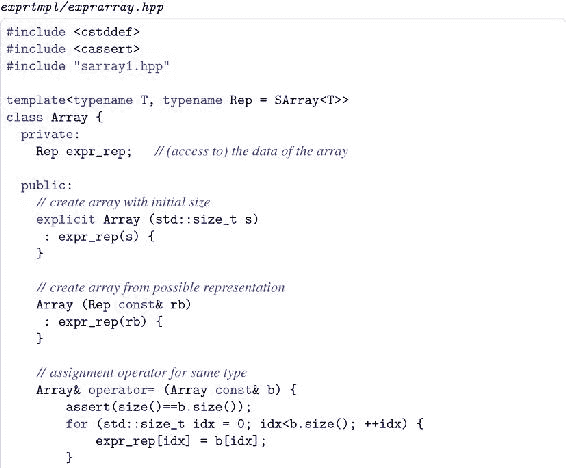 exprtmpl/exprarray.hpp
#include <cstddef>
#include <cassert>
#include "sarray1.hpp"
template<typename T, typename Rep = SArray<T>>
class Array {
private:
Rep expr_rep; // (access to) the data of the array
public:
// create array with initial size
explicit Array (std::size_t s)
: expr_rep(s) {
}
// create array from possible representation
Array (Rep const& rb)
: expr_rep(rb) {
}
// assignment operator for same type
Array& operator= (Array const& b) {
assert(size()==b.size());
for (std::size_t idx = 0; idx<b.size(); ++idx) {
expr_rep[idx] = b[idx];
}